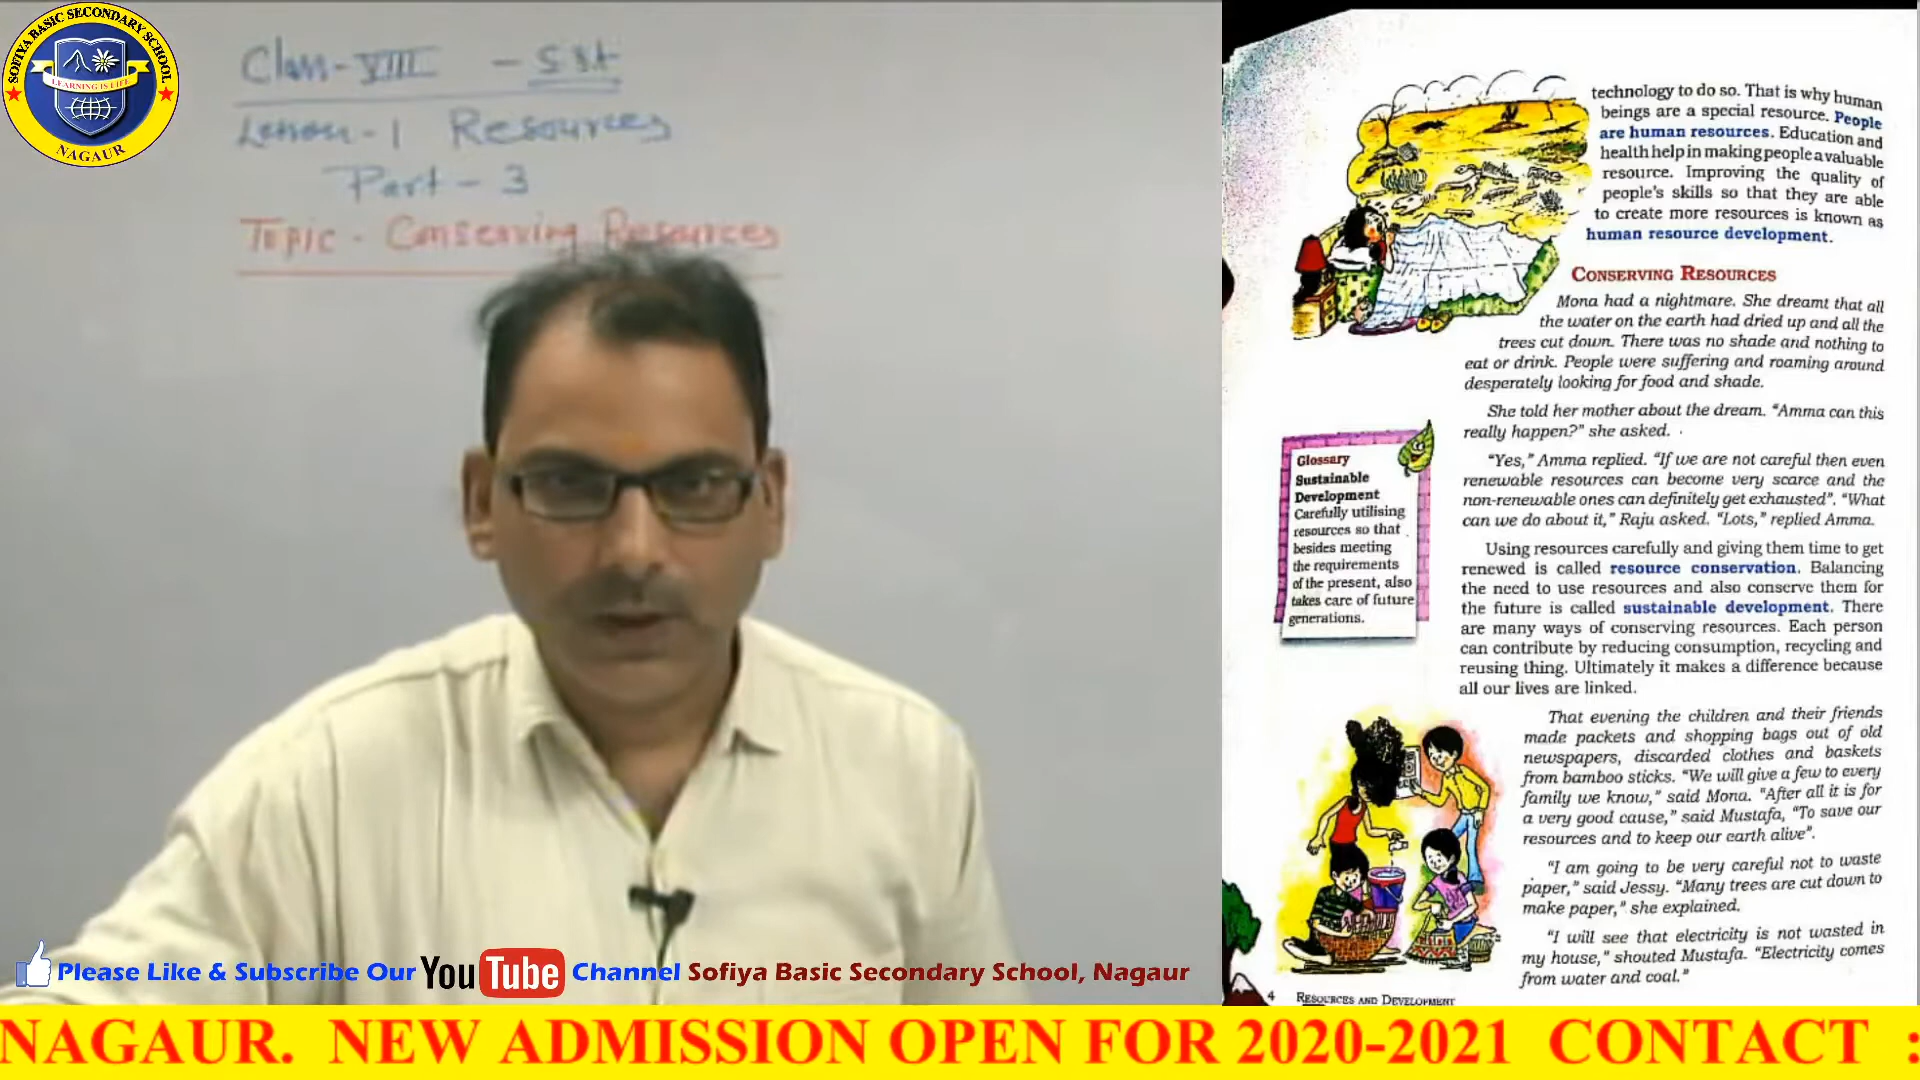 SOFIYA BASIC SECONDARY SCHOOL
LEARNING IS LIFE
NAGAUR
Class-VIII - SSt
Lesson-1 Resources
Part-3
Topic - Conserving Resources
technology to do so. That is why human
beings are a special resource. People
are human resources. Education and
health help in making people a valuable
resource. Improving the quality of
people's skills so that they are able
to create more resources is known as
human resource development.
CONSERVING RESOURCES
Mona had a nightmare. She dreamt that all
the water on the earth had dried up and all the
trees cut down. There was no shade and nothing to
eat or drink. People were suffering and roaming around
desperately looking for food and shade.
She told her mother about the dream. “Amma can this
really happen?” she asked.
“Yes,” Amma replied. “If we are not careful then even
renewable resources can become very scarce and the
non-renewable ones can definitely get exhausted”. “What
can we do about it,” Raju asked. “Lots,” replied Amma.
Glossary
Sustainable
Development
Carefully utilising
resources so that
besides meeting
the requirements
of the present, also
takes care of future
generations.
Using resources carefully and giving them time to get
renewed is called resource conservation. Balancing
the need to use resources and also conserve them for
the future is called sustainable development. There
are many ways of conserving resources. Each person
can contribute by reducing consumption, recycling and
reusing thing. Ultimately it makes a difference because
all our lives are linked.
That evening the children and their friends
made packets and shopping bags out of old
newspapers, discarded clothes and baskets
from bamboo sticks. “We will give a few to every
family we know,” said Mona. “After all it is for
a very good cause,” said Mustafa, “To save our
resources and to keep our earth alive”.
“I am going to be very careful not to waste
paper,” said Jessy. “Many trees are cut down to
make paper,” she explained.
“I will see that electricity is not wasted in
my house,” shouted Mustafa. “Electricity comes
from water and coal.”
4 RESOURCES AND DEVELOPMENT
Please Like & Subscribe Our YouTube Channel Sofiya Basic Secondary School, Nagaur
NAGAUR. NEW ADMISSION OPEN FOR 2020-2021 CONTACT :